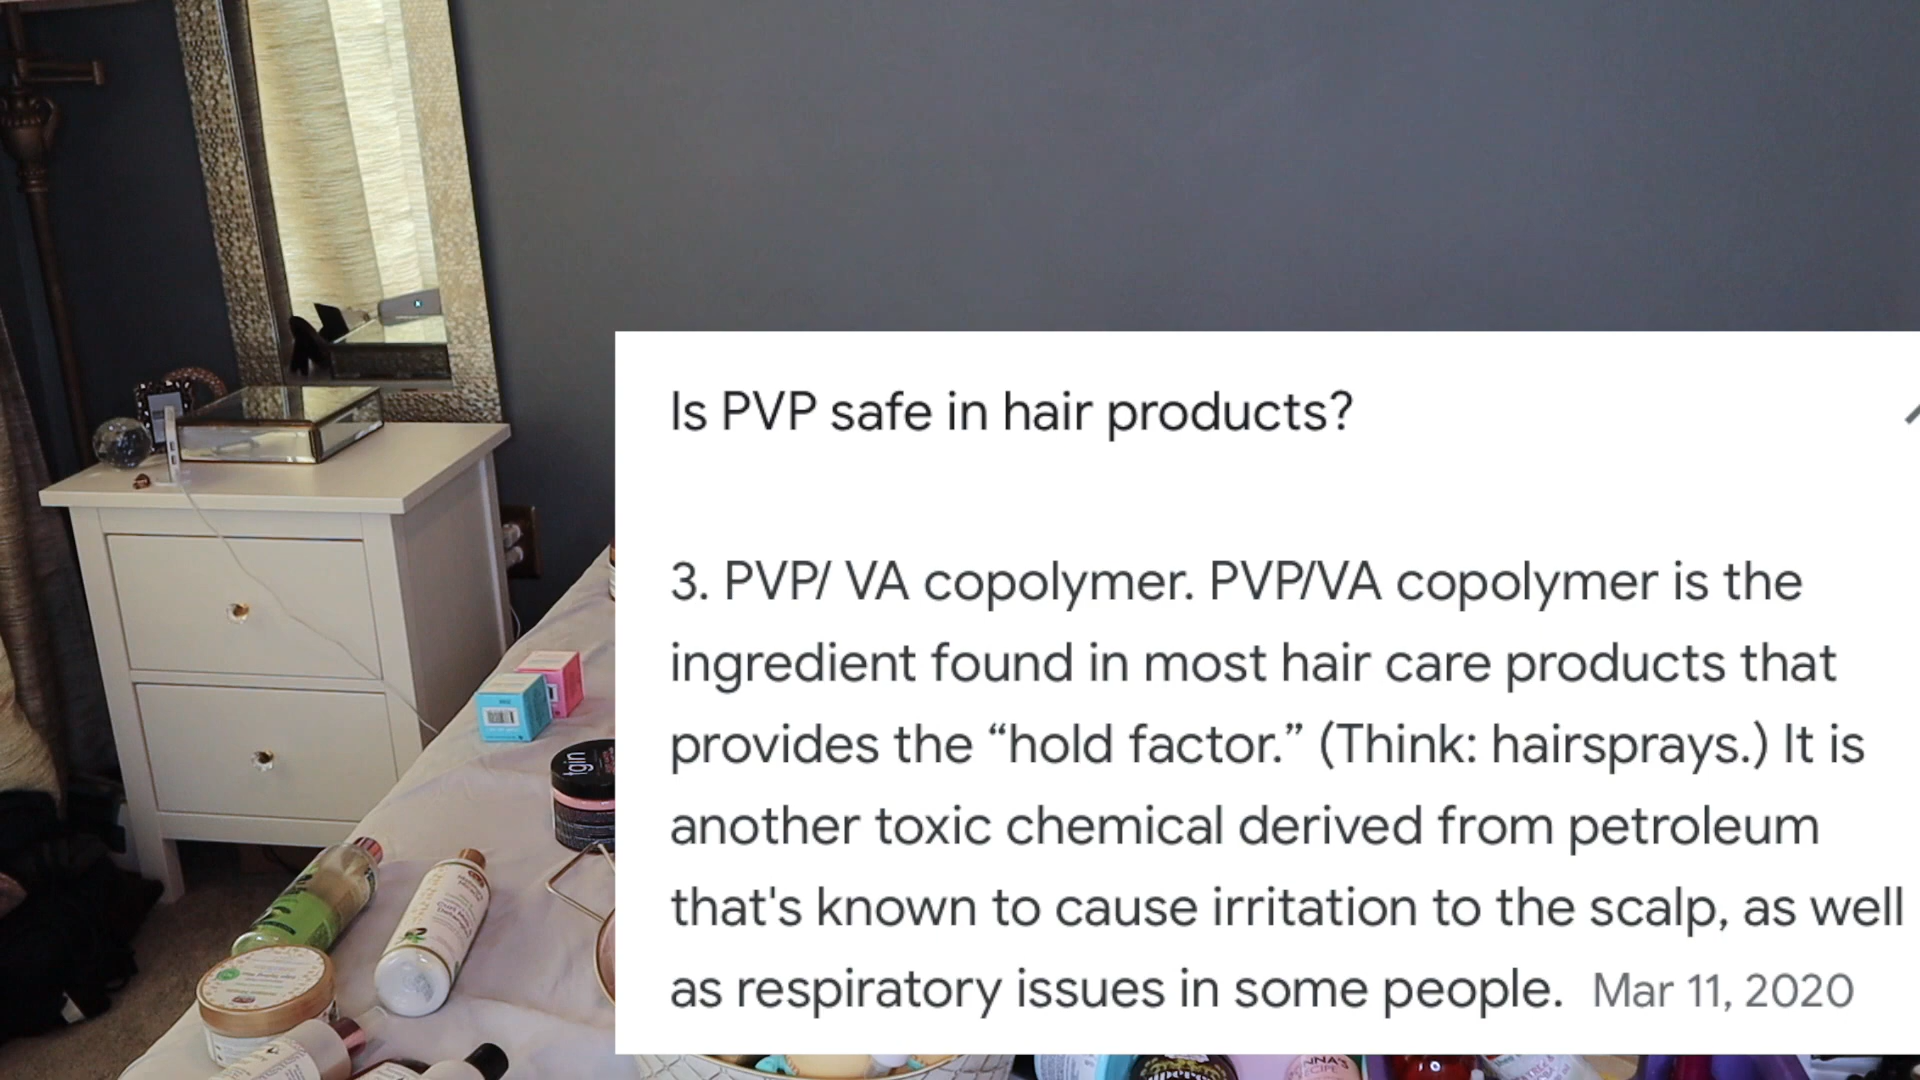 Is PVP safe in hair products?
3. PVP/ VA copolymer. PVP/VA copolymer is the
ingredient found in most hair care products that
provides the “hold factor.” (Think: hairsprays.) It is
another toxic chemical derived from petroleum
that's known to cause irritation to the scalp, as well
as respiratory issues in some people. Mar 11, 2020
tgin